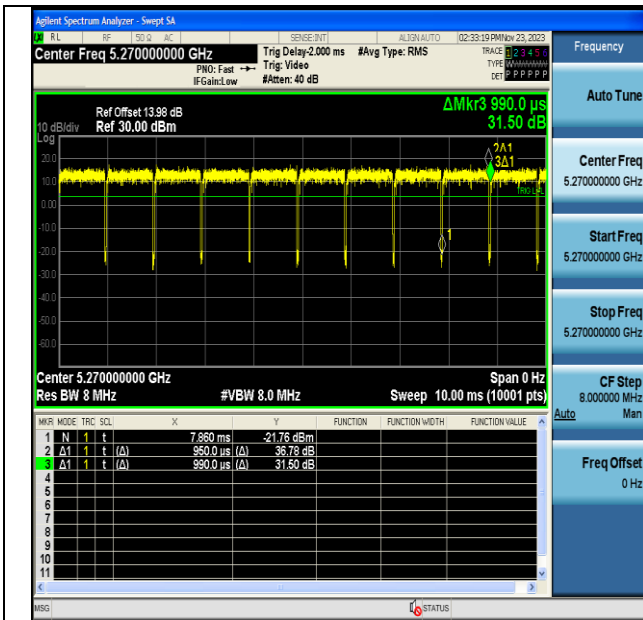 Agilent Spectrum Analyzer - Swept SA
RL RF 50 Ω AC SENSE:INT ALIGN AUTO 02:33:19 PM Nov 23, 2023
Center Freq 5.270000000 GHz
PNO: Fast
IFGain:Low
Trig Delay-2.000 ms
Trig: Video
#Atten: 40 dB
#Avg Type: RMS
TRACE 1 2 3 4 5 6
TYPE
DET P P P P P P
Ref Offset 13.98 dB
10 dB/div Ref 30.00 dBm
Log
ΔMkr3 990.0 µs
31.50 dB
2Δ1
3Δ1
20.0
10.0
TRIG LVL
0.00
-10.0
1
-20.0
-30.0
-40.0
-50.0
-60.0
Center 5.270000000 GHz Span 0 Hz
Res BW 8 MHz #VBW 8.0 MHz Sweep 10.00 ms (10001 pts)
MKR MODE TRC SCL X Y FUNCTION FUNCTION WIDTH FUNCTION VALUE
1 N 1 t 7.860 ms -21.76 dBm
2 Δ1 1 t (Δ) 950.0 µs (Δ) 36.78 dB
3 Δ1 1 t (Δ) 990.0 µs (Δ) 31.50 dB
4
5
6
7
8
9
10
11
MSG STATUS
Frequency
Auto Tune
Center Freq
5.270000000 GHz
Start Freq
5.270000000 GHz
Stop Freq
5.270000000 GHz
CF Step
8.000000 MHz
Auto Man
Freq Offset
0 Hz